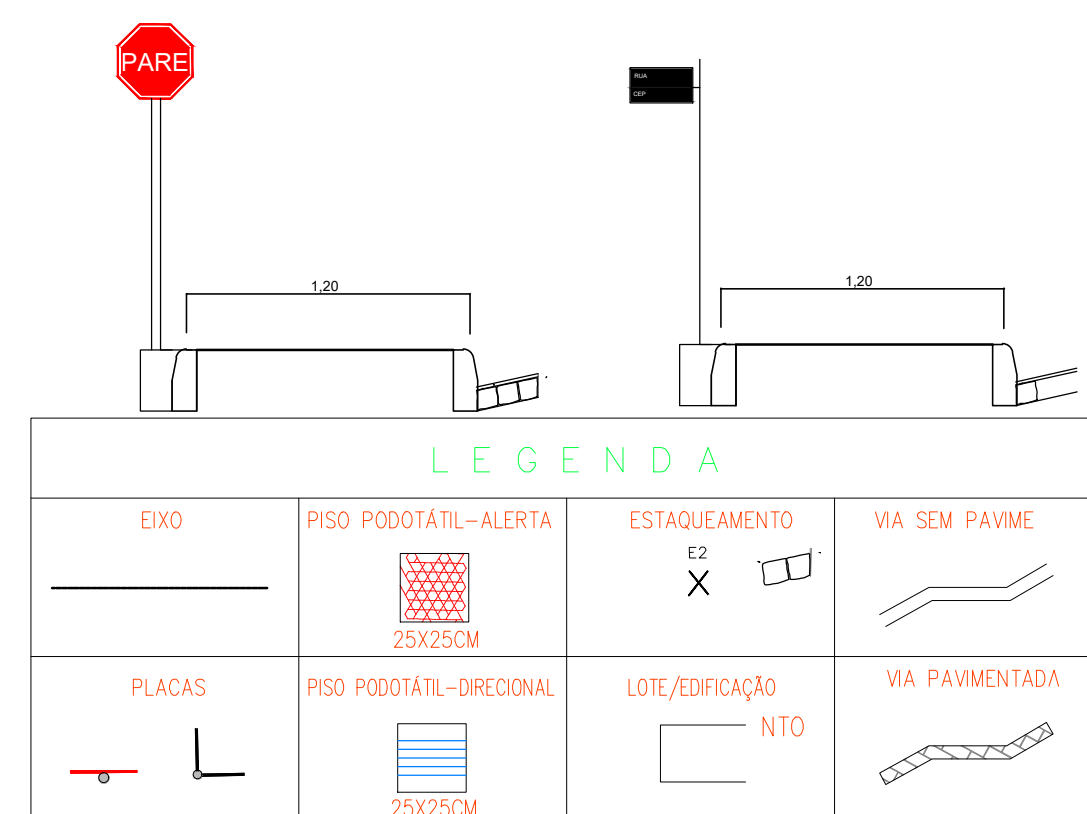 PARE
RUA
CEP
1,20
1,20
LEGENDA
EIXO
PISO PODOTÁTIL-ALERTA
25X25CM
ESTAQUEAMENTO
E2
VIA SEM PAVIME
PLACAS
PISO PODOTÁTIL-DIRECIONAL
25X25CM
LOTE/EDIFICAÇÃO
NTO
VIA PAVIMENTADA